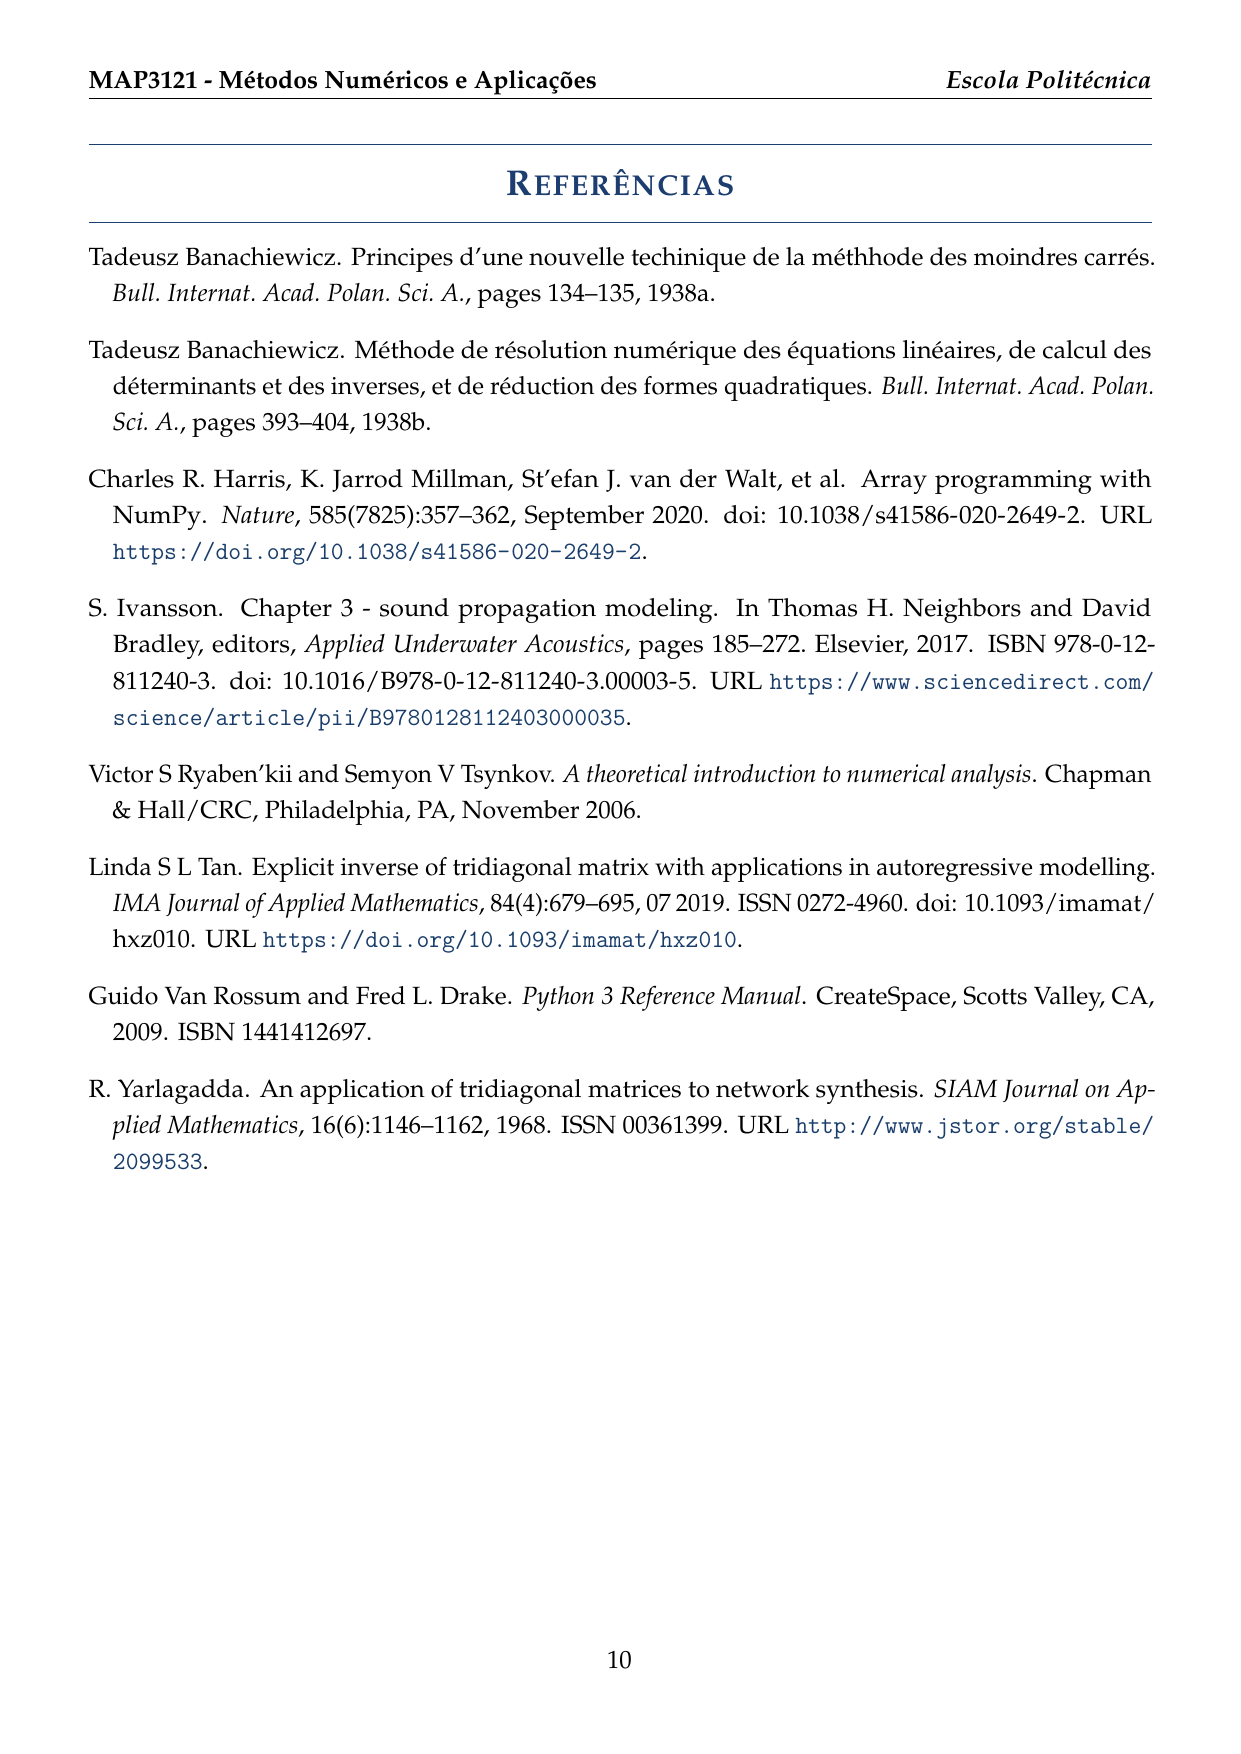 MAP3121 - Métodos Numéricos e Aplicações Escola Politécnica
REFERÊNCIAS
Tadeusz Banachiewicz. Principes d’une nouvelle techinique de la méthhode des moindres carrés.
Bull. Internat. Acad. Polan. Sci. A., pages 134–135, 1938a.
Tadeusz Banachiewicz. Méthode de résolution numérique des équations linéaires, de calcul des
déterminants et des inverses, et de réduction des formes quadratiques. Bull. Internat. Acad. Polan.
Sci. A., pages 393–404, 1938b.
Charles R. Harris, K. Jarrod Millman, St’efan J. van der Walt, et al. Array programming with
NumPy. Nature, 585(7825):357–362, September 2020. doi: 10.1038/s41586-020-2649-2. URL
https://doi.org/10.1038/s41586-020-2649-2.
S. Ivansson. Chapter 3 - sound propagation modeling. In Thomas H. Neighbors and David
Bradley, editors, Applied Underwater Acoustics, pages 185–272. Elsevier, 2017. ISBN 978-0-12-
811240-3. doi: 10.1016/B978-0-12-811240-3.00003-5. URL https://www.sciencedirect.com/
science/article/pii/B9780128112403000035.
Victor S Ryaben’kii and Semyon V Tsynkov. A theoretical introduction to numerical analysis. Chapman
& Hall/CRC, Philadelphia, PA, November 2006.
Linda S L Tan. Explicit inverse of tridiagonal matrix with applications in autoregressive modelling.
IMA Journal of Applied Mathematics, 84(4):679–695, 07 2019. ISSN 0272-4960. doi: 10.1093/imamat/
hxz010. URL https://doi.org/10.1093/imamat/hxz010.
Guido Van Rossum and Fred L. Drake. Python 3 Reference Manual. CreateSpace, Scotts Valley, CA,
2009. ISBN 1441412697.
R. Yarlagadda. An application of tridiagonal matrices to network synthesis. SIAM Journal on Ap-
plied Mathematics, 16(6):1146–1162, 1968. ISSN 00361399. URL http://www.jstor.org/stable/
2099533.
10